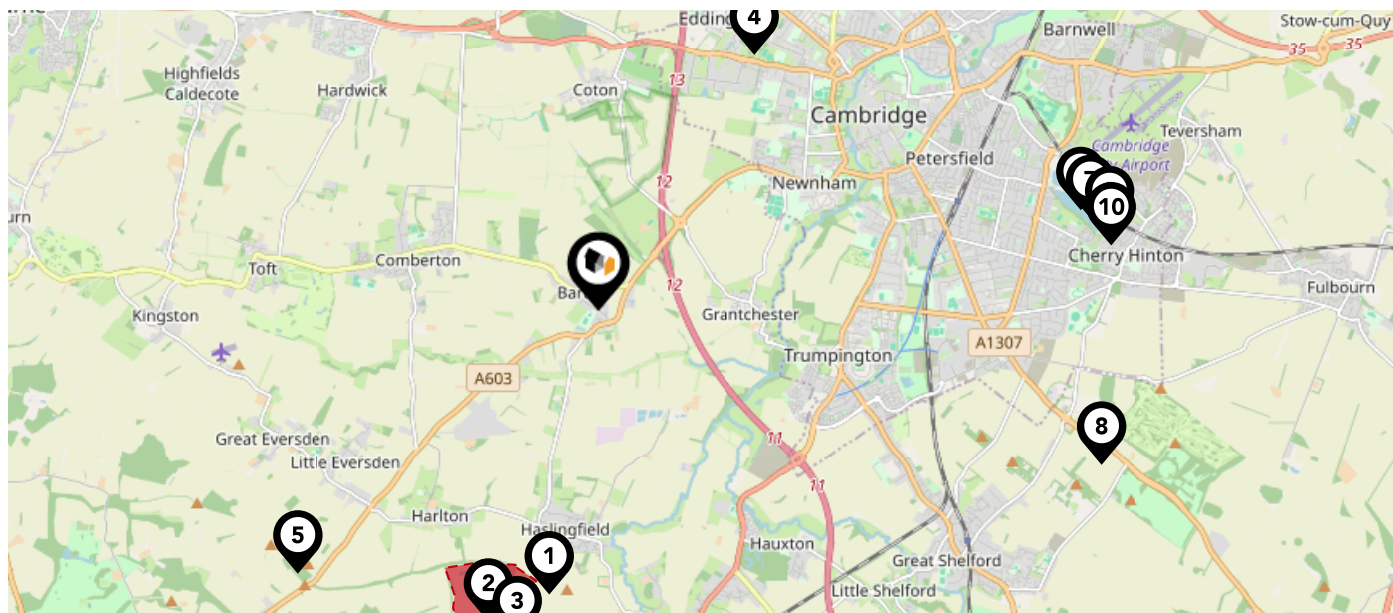 Edding
4
Stow-cum-Quy
35
35
Barnwell
Highfields
Caldecote
Hardwick
Coton
13
Cambridge
Teversham
Cambridge
Airport
Petersfield
Newnham
12
7
10
urn
Toft
Comberton
Cherry Hinton
Bar
12
Fulbourn
Kingston
Grantchester
A1307
Trumpington
A603
8
Great Eversden
11
Little Eversden
11
Harlton
Haslingfield
5
1
Hauxton
Great Shelford
2
3
Little Shelford